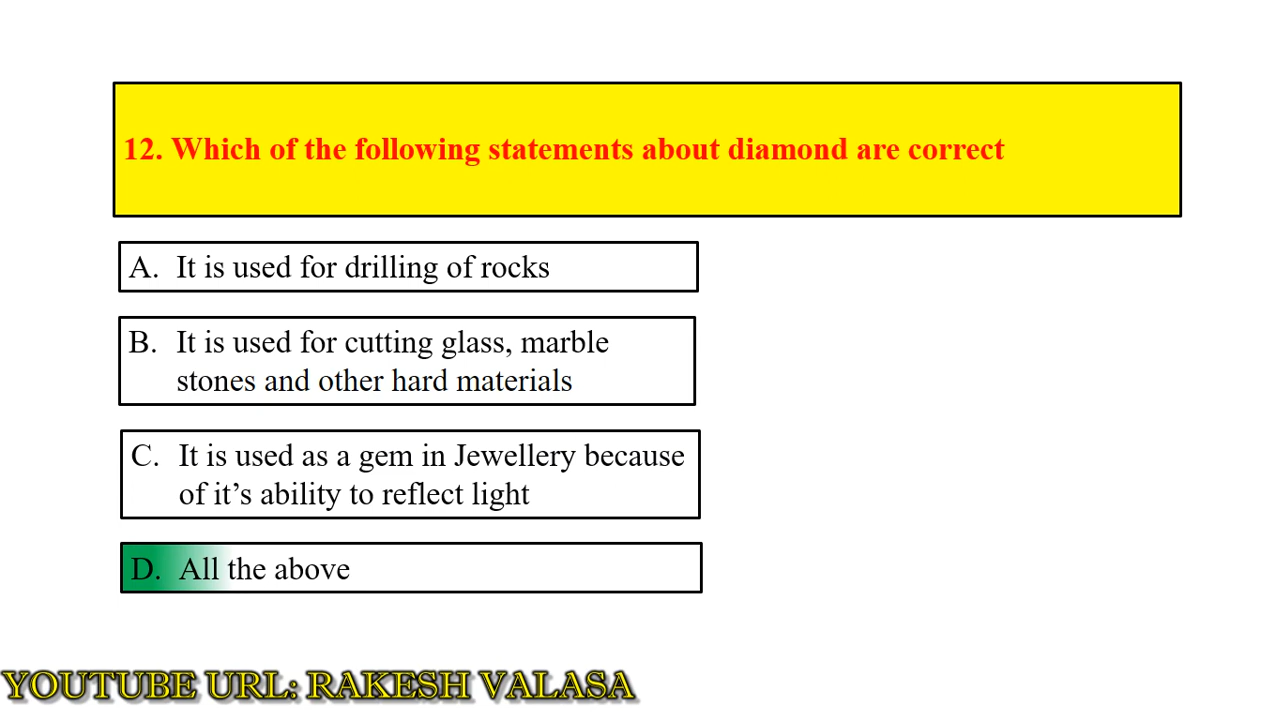 12. Which of the following statements about diamond are correct
A. It is used for drilling of rocks
B. It is used for cutting glass, marble
stones and other hard materials
C. It is used as a gem in Jewellery because
of it’s ability to reflect light
D. All the above
YOUTUBE URL: RAKESH VALASA